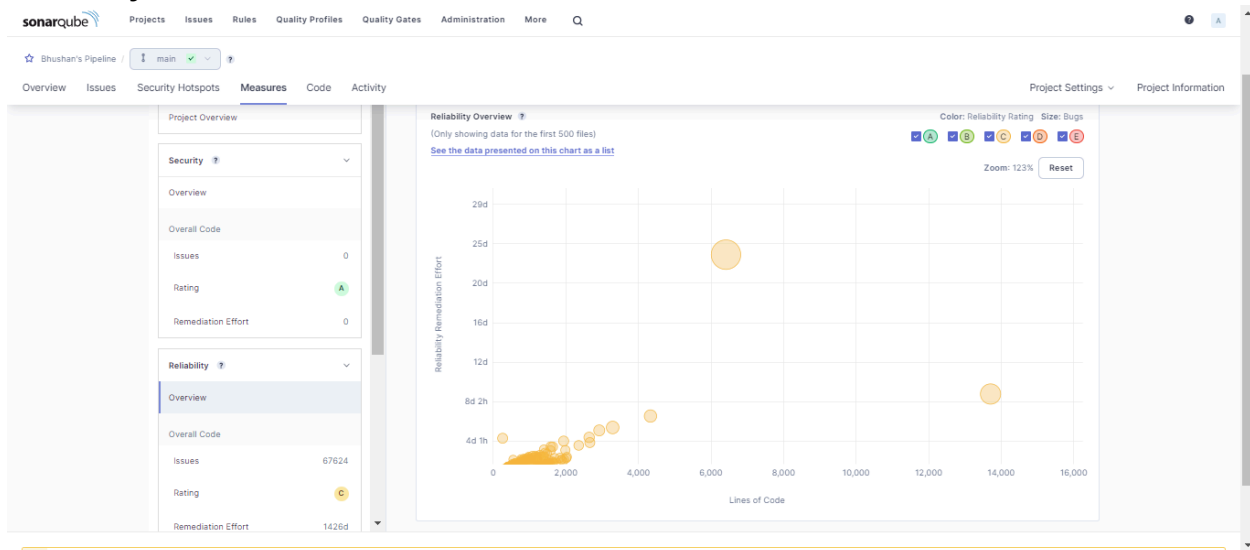 sonarqube Projects Issues Rules Quality Profiles Quality Gates Administration More ? A
Bhushan's Pipeline / main ?
Overview Issues Security Hotspots Measures Code Activity Project Settings Project Information
Project Overview
Security ?
Overview
Overall Code
Issues 0
Rating A
Remediation Effort 0
Reliability ?
Overview
Overall Code
Issues 67624
Rating C
Remediation Effort 1426d
Reliability Overview ? Color: Reliability Rating Size: Bugs
(Only showing data for the first 500 files) A B C D E
See the data presented on this chart as a list
Zoom: 123% Reset
Reliability Remediation Effort
29d
25d
20d
16d
12d
8d 2h
4d 1h
0 2,000 4,000 6,000 8,000 10,000 12,000 14,000 16,000
Lines of Code